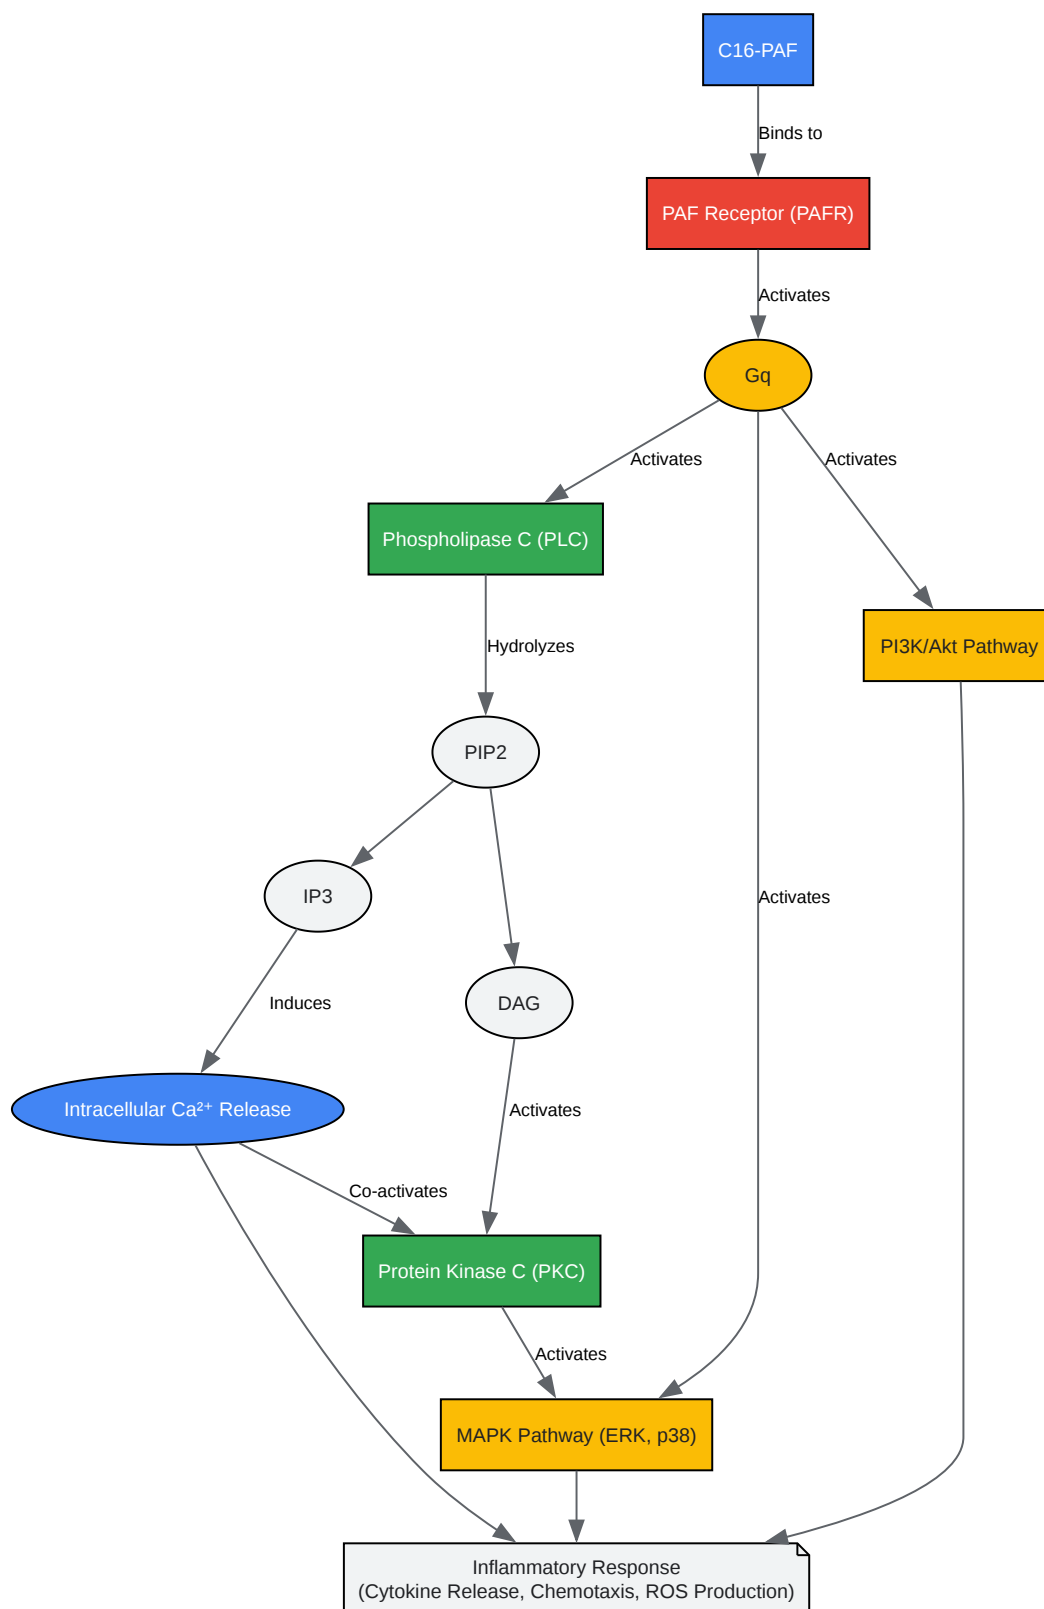 C16-PAF
Binds to
PAF Receptor (PAFR)
Activates
Gq
Activates
Activates
Phospholipase C (PLC)
Hydrolyzes
PI3K/Akt Pathway
PIP2
IP3
Activates
DAG
Induces
Intracellular Ca²⁺ Release
Activates
Co-activates
Protein Kinase C (PKC)
Activates
MAPK Pathway (ERK, p38)
Inflammatory Response
(Cytokine Release, Chemotaxis, ROS Production)